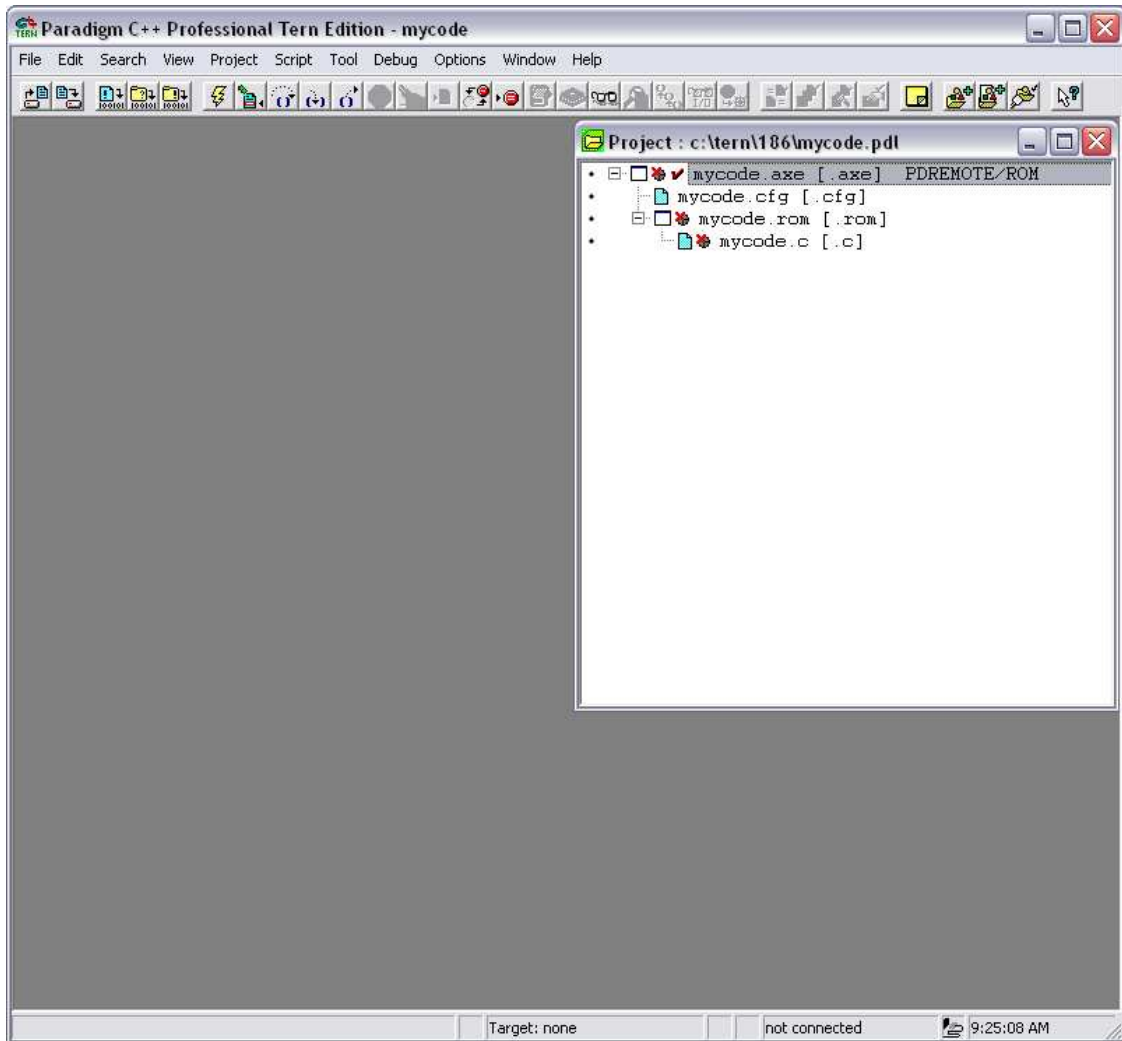 Paradigm C++ Professional Tern Edition - mycode
File Edit Search View Project Script Tool Debug Options Window Help
Project : c:\tern\186\mycode.pdl
mycode.axe [.axe] PDREMOTE/ROM
mycode.cfg [.cfg]
mycode.rom [.rom]
mycode.c [.c]
Target: none not connected 9:25:08 AM